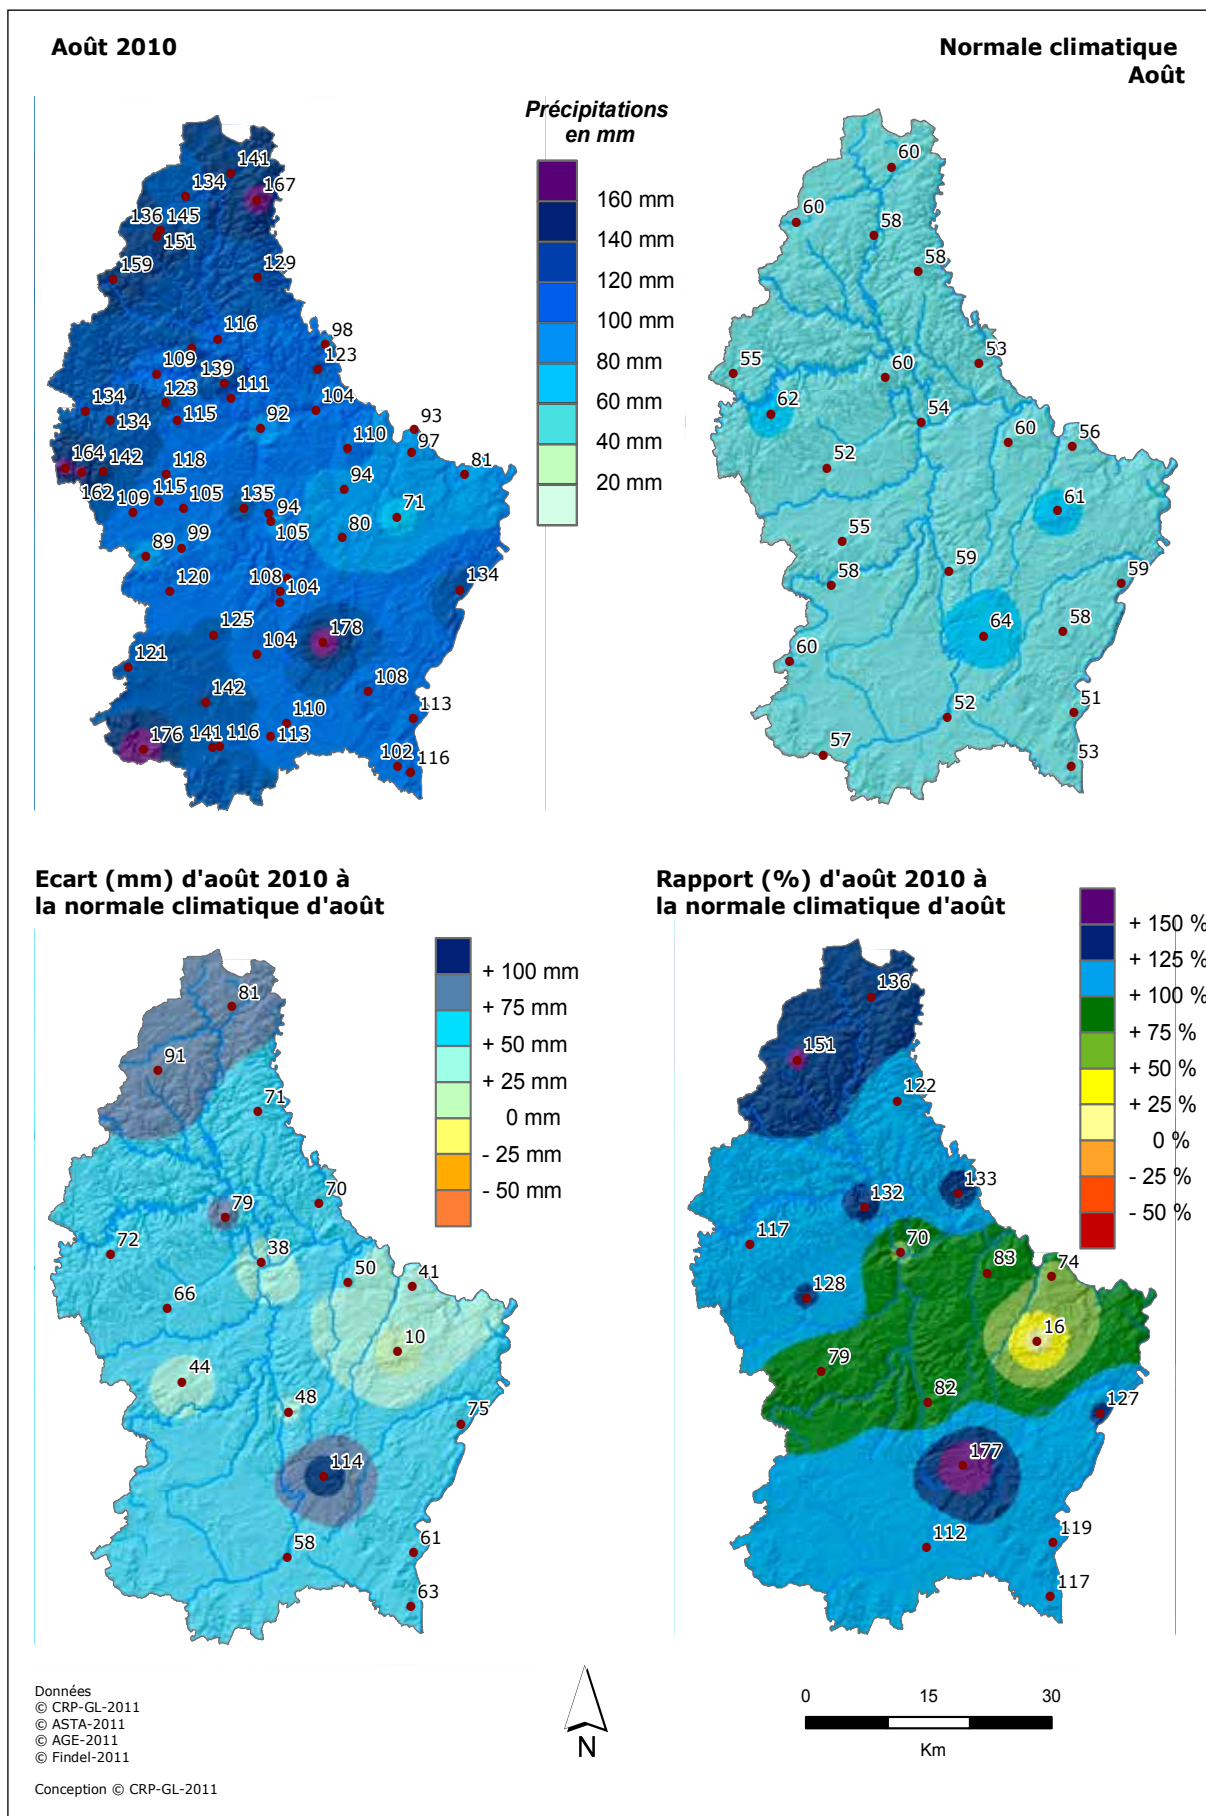 Août 2010
Normale climatique
Août
Précipitations
en mm
160 mm
140 mm
120 mm
100 mm
80 mm
60 mm
40 mm
20 mm
141
134
167
136
145
151
159
129
116
98
109
139
123
123
111
134
134
115
104
92
93
110
97
164
142
118
94
81
162
115
109
105
135
94
71
105
80
89
99
120
108
104
134
125
104
178
121
142
108
113
110
176
141
116
113
102
116
60
60
58
58
53
55
60
62
54
60
56
52
61
55
58
59
59
64
58
60
52
51
57
53
Ecart (mm) d'août 2010 à
la normale climatique d'août
+ 100 mm
+ 75 mm
+ 50 mm
+ 25 mm
0 mm
- 25 mm
- 50 mm
81
91
71
79
70
72
38
50
41
66
10
44
48
75
114
58
61
63
Rapport (%) d'août 2010 à
la normale climatique d'août
+ 150 %
+ 125 %
+ 100 %
+ 75 %
+ 50 %
+ 25 %
0 %
- 25 %
- 50 %
136
151
122
132
133
117
70
83
74
128
16
79
82
127
177
112
119
117
Données
© CRP-GL-2011
© ASTA-2011
© AGE-2011
© Findel-2011
Conception © CRP-GL-2011
N
0 15 30
Km